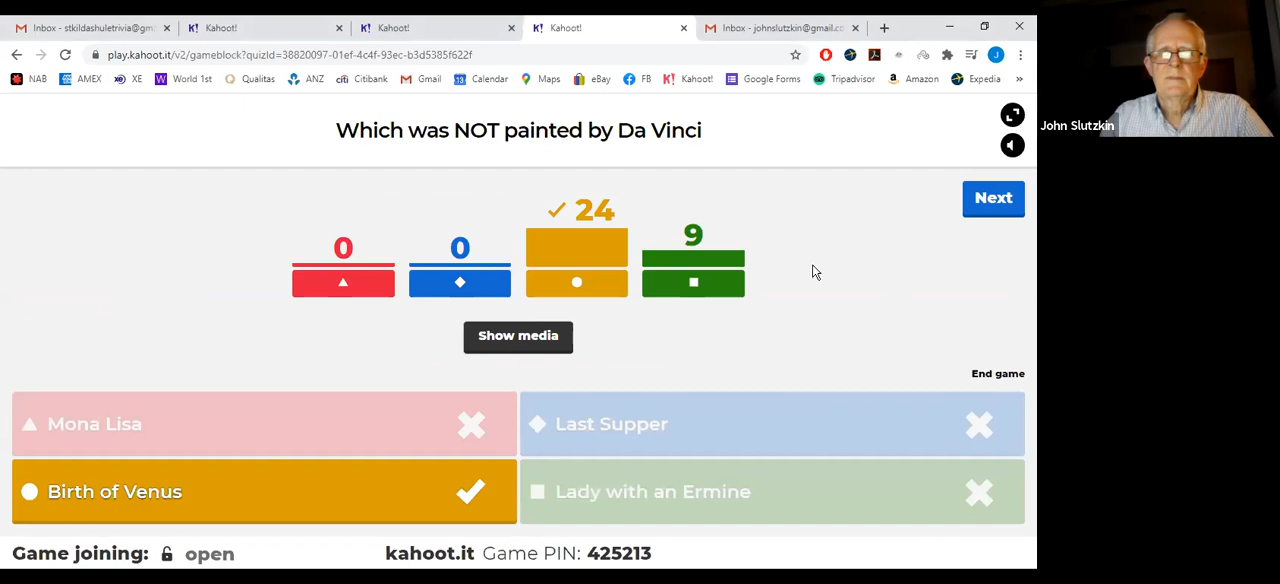 Inbox - stkildashuletrivia@gm
Kahoot!
Kahoot!
Kahoot!
Inbox - johnslutzkin@gmail.co
play.kahoot.it/v2/gameblock?quizId=38820097-01ef-4c4f-93ec-b3d5385f622f
J
NAB
AMEX
XE
World 1st
Qualitas
ANZ
Citibank
Gmail
Calendar
Maps
eBay
FB
Kahoot!
Google Forms
Tripadvisor
Amazon
Expedia
»
John Slutzkin
Which was NOT painted by Da Vinci
Next
0
0
24
9
Show media
End game
Mona Lisa
Last Supper
Birth of Venus
Lady with an Ermine
Game joining: open
kahoot.it Game PIN: 425213